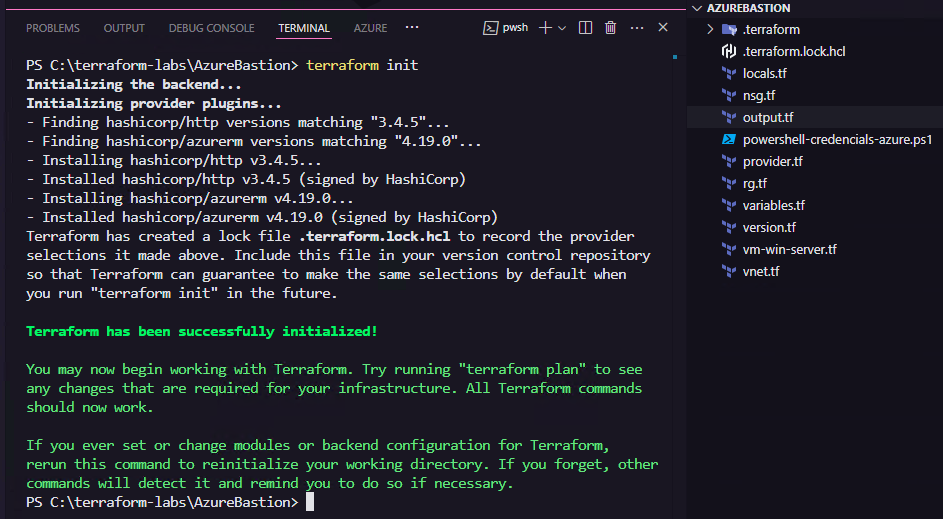 PROBLEMS OUTPUT DEBUG CONSOLE TERMINAL AZURE ... pwsh
PS C:\terraform-labs\AzureBastion> terraform init
Initializing the backend...
Initializing provider plugins...
- Finding hashicorp/http versions matching "3.4.5"...
- Finding hashicorp/azurerm versions matching "4.19.0"...
- Installing hashicorp/http v3.4.5...
- Installed hashicorp/http v3.4.5 (signed by HashiCorp)
- Installing hashicorp/azurerm v4.19.0...
- Installed hashicorp/azurerm v4.19.0 (signed by HashiCorp)
Terraform has created a lock file .terraform.lock.hcl to record the provider
selections it made above. Include this file in your version control repository
so that Terraform can guarantee to make the same selections by default when
you run "terraform init" in the future.
Terraform has been successfully initialized!
You may now begin working with Terraform. Try running "terraform plan" to see
any changes that are required for your infrastructure. All Terraform commands
should now work.
If you ever set or change modules or backend configuration for Terraform,
rerun this command to reinitialize your working directory. If you forget, other
commands will detect it and remind you to do so if necessary.
PS C:\terraform-labs\AzureBastion>
AZUREBASTION
.terraform
.terraform.lock.hcl
locals.tf
nsg.tf
output.tf
powershell-credencials-azure.ps1
provider.tf
rg.tf
variables.tf
version.tf
vm-win-server.tf
vnet.tf